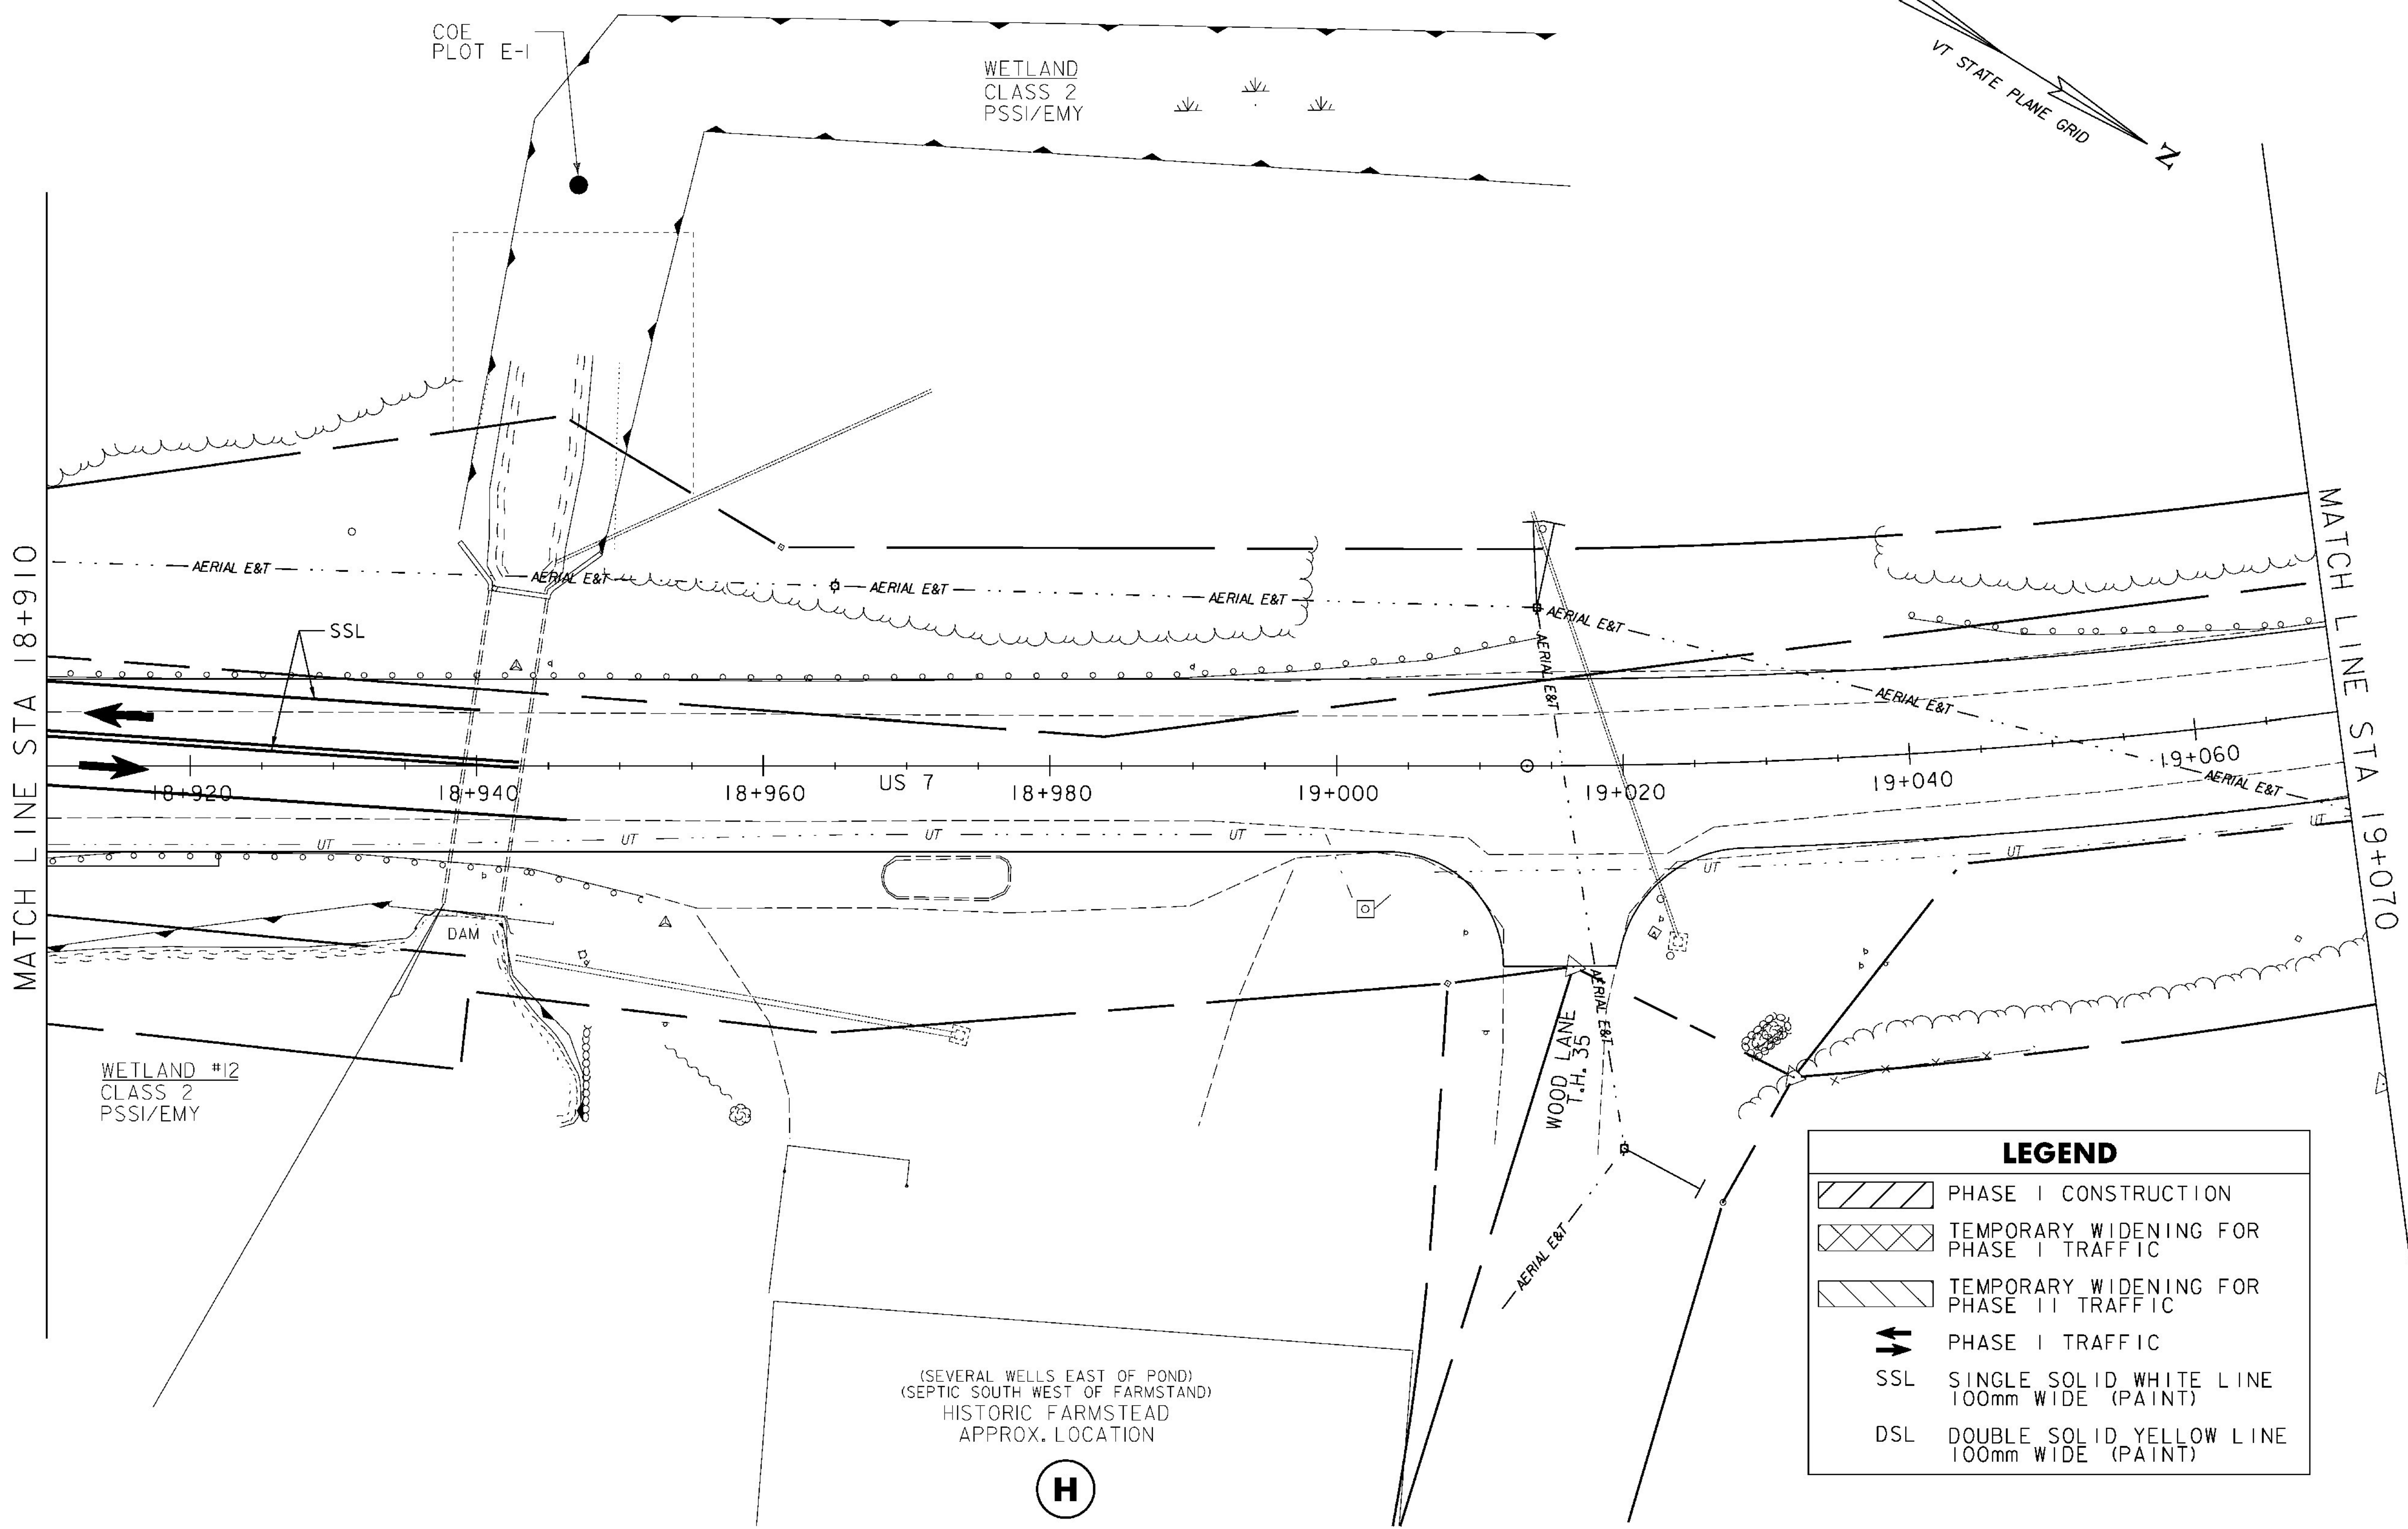 COE
PLOT E-1
WETLAND
CLASS 2
PSS1/EMY
VT STATE PLANE GRID
N
MATCH LINE STA 18+910
AERIAL E&T
AERIAL E&T
AERIAL E&T
AERIAL E&T
AERIAL E&T
AERIAL E&T
AERIAL E&T
AERIAL E&T
SSL
18+920
18+940
18+960
US 7
18+980
19+000
19+020
19+040
19+060
MATCH LINE STA 19+070
UT
UT
UT
UT
UT
UT
UT
DAM
WETLAND #12
CLASS 2
PSS1/EMY
WOOD LANE
T.H. 35
AERIAL E&T
AERIAL E&T
(SEVERAL WELLS EAST OF POND)
(SEPTIC SOUTH WEST OF FARMSTAND)
HISTORIC FARMSTEAD
APPROX. LOCATION
H
LEGEND
PHASE I CONSTRUCTION
TEMPORARY WIDENING FOR
PHASE I TRAFFIC
TEMPORARY WIDENING FOR
PHASE II TRAFFIC
PHASE I TRAFFIC
SSL SINGLE SOLID WHITE LINE
100mm WIDE (PAINT)
DSL DOUBLE SOLID YELLOW LINE
100mm WIDE (PAINT)